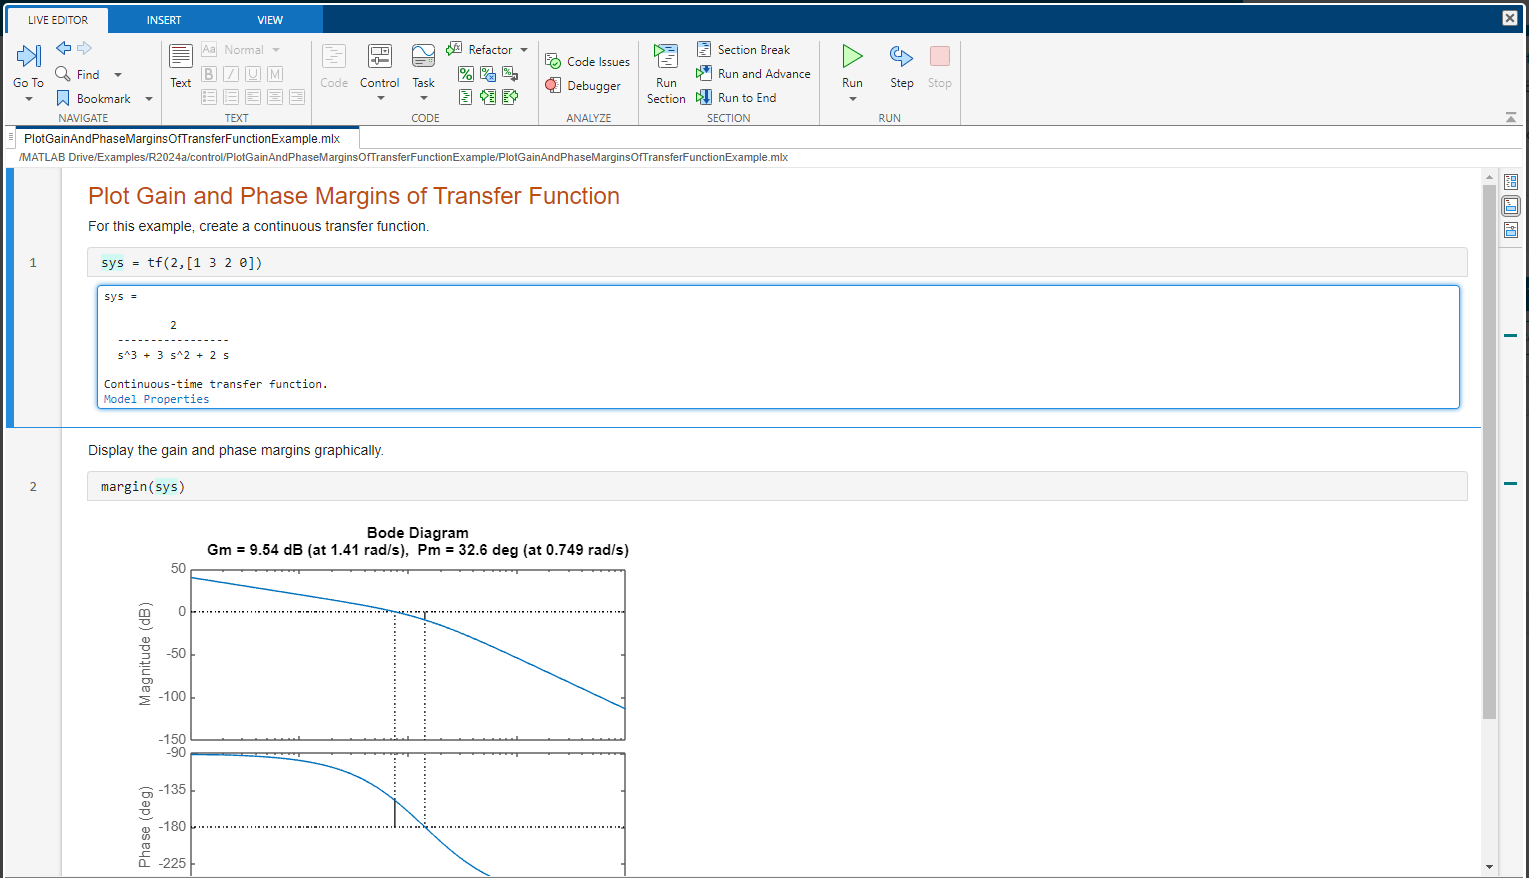 LIVE EDITOR INSERT VIEW
Go To
Find
Bookmark
NAVIGATE
Text
Aa Normal
B I U M
TEXT
Code
Control
Task
Refactor
CODE
Code Issues
Debugger
ANALYZE
Run
Section
Section Break
Run and Advance
Run to End
SECTION
Run
Step
Stop
RUN
PlotGainAndPhaseMarginsOfTransferFunctionExample.mlx
/MATLAB Drive/Examples/R2024a/control/PlotGainAndPhaseMarginsOfTransferFunctionExample/PlotGainAndPhaseMarginsOfTransferFunctionExample.mlx
Plot Gain and Phase Margins of Transfer Function
For this example, create a continuous transfer function.
1 sys = tf(2,[1 3 2 0])
sys =
2
-----------------
s^3 + 3 s^2 + 2 s
Continuous-time transfer function.
Model Properties
Display the gain and phase margins graphically.
2 margin(sys)
Bode Diagram
Gm = 9.54 dB (at 1.41 rad/s), Pm = 32.6 deg (at 0.749 rad/s)
Magnitude (dB)
50
0
-50
-100
-150
Phase (deg)
-90
-135
-180
-225